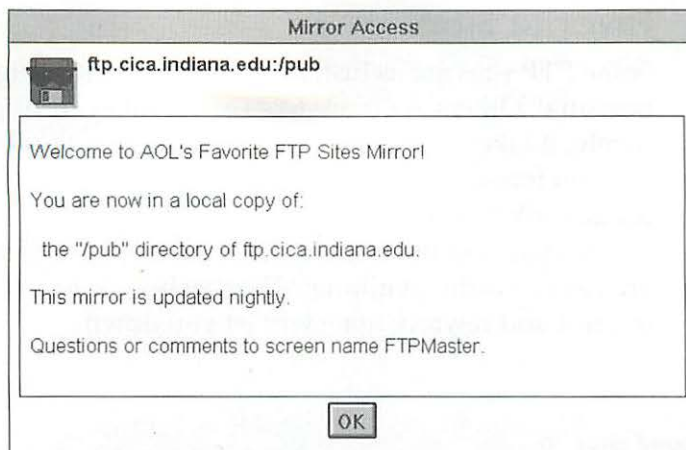 Mirror Access
ftp.cica.indiana.edu:/pub
Welcome to AOL's Favorite FTP Sites Mirror!
You are now in a local copy of:
the "/pub" directory of ftp.cica.indiana.edu.
This mirror is updated nightly.
Questions or comments to screen name FTPMaster.
OK